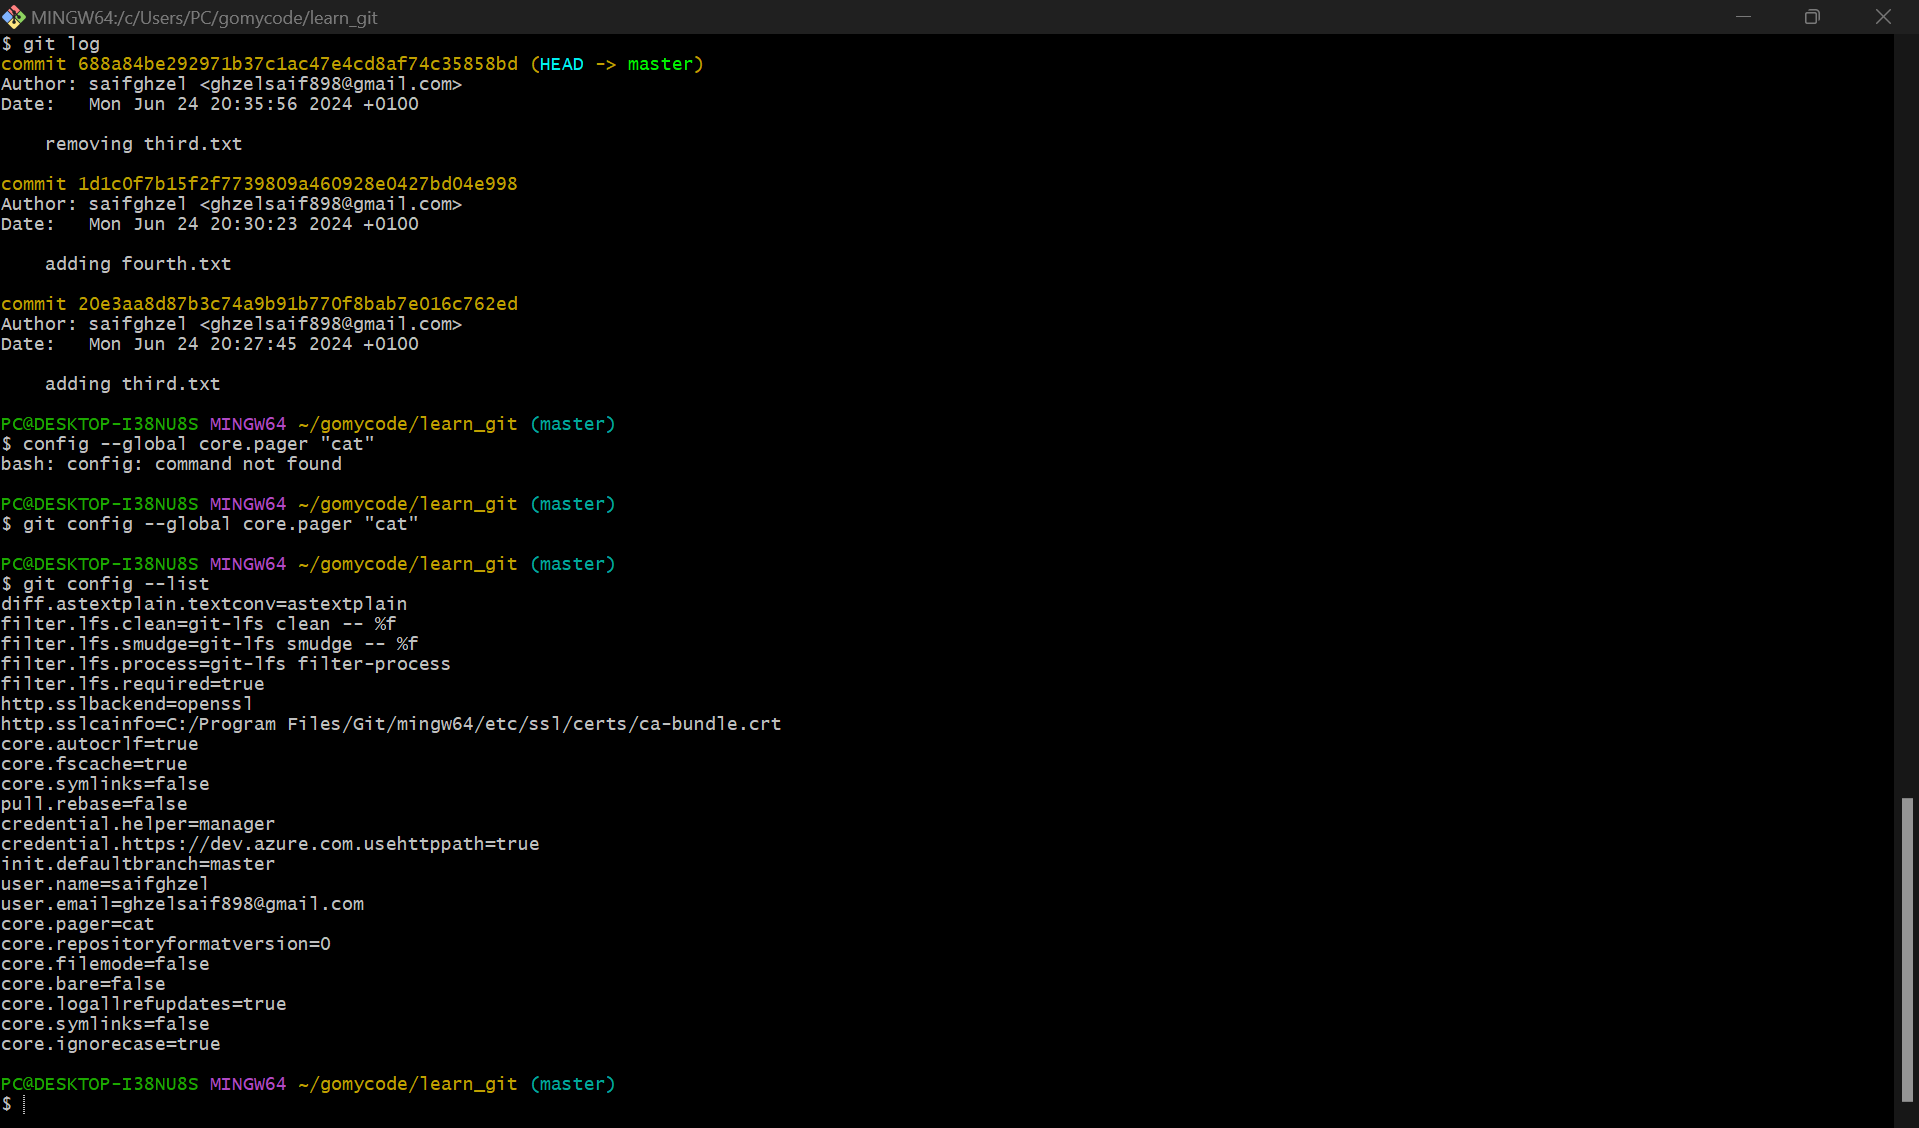 MINGW64:/c/Users/PC/gomycode/learn_git
$ git log
commit 688a84be292971b37c1ac47e4cd8af74c35858bd (HEAD -> master)
Author: saifghzel <ghzelsaif898@gmail.com>
Date:   Mon Jun 24 20:35:56 2024 +0100
    removing third.txt
commit 1d1c0f7b15f2f7739809a460928e0427bd04e998
Author: saifghzel <ghzelsaif898@gmail.com>
Date:   Mon Jun 24 20:30:23 2024 +0100
    adding fourth.txt
commit 20e3aa8d87b3c74a9b91b770f8bab7e016c762ed
Author: saifghzel <ghzelsaif898@gmail.com>
Date:   Mon Jun 24 20:27:45 2024 +0100
    adding third.txt
PC@DESKTOP-I38NU8S MINGW64 ~/gomycode/learn_git (master)
$ config --global core.pager "cat"
bash: config: command not found
PC@DESKTOP-I38NU8S MINGW64 ~/gomycode/learn_git (master)
$ git config --global core.pager "cat"
PC@DESKTOP-I38NU8S MINGW64 ~/gomycode/learn_git (master)
$ git config --list
diff.astextplain.textconv=astextplain
filter.lfs.clean=git-lfs clean -- %f
filter.lfs.smudge=git-lfs smudge -- %f
filter.lfs.process=git-lfs filter-process
filter.lfs.required=true
http.sslbackend=openssl
http.sslcainfo=C:/Program Files/Git/mingw64/etc/ssl/certs/ca-bundle.crt
core.autocrlf=true
core.fscache=true
core.symlinks=false
pull.rebase=false
credential.helper=manager
credential.https://dev.azure.com.usehttppath=true
init.defaultbranch=master
user.name=saifghzel
user.email=ghzelsaif898@gmail.com
core.pager=cat
core.repositoryformatversion=0
core.filemode=false
core.bare=false
core.logallrefupdates=true
core.symlinks=false
core.ignorecase=true
PC@DESKTOP-I38NU8S MINGW64 ~/gomycode/learn_git (master)
$